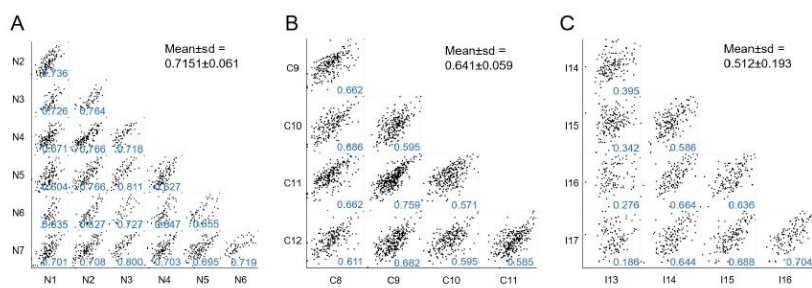 A
B
C
Mean±sd =
0.7151±0.061
Mean±sd =
0.641±0.059
Mean±sd =
0.512±0.193
N2
0.736
N3
0.726 0.764
N4
0.671 0.766 0.718
N5
0.604 0.766 0.811 0.627
N6
0.635 0.827 0.727 0.647 0.655
N7
0.701 0.708 0.800 0.703 0.695 0.719
N1 N2 N3 N4 N5 N6
C9
0.662
C10
0.686 0.595
C11
0.662 0.759 0.571
C12
0.611 0.682 0.595 0.585
C8 C9 C10 C11
I14
0.395
I15
0.342 0.586
I16
0.276 0.664 0.636
I17
0.186 0.644 0.688 0.704
I13 I14 I15 I16